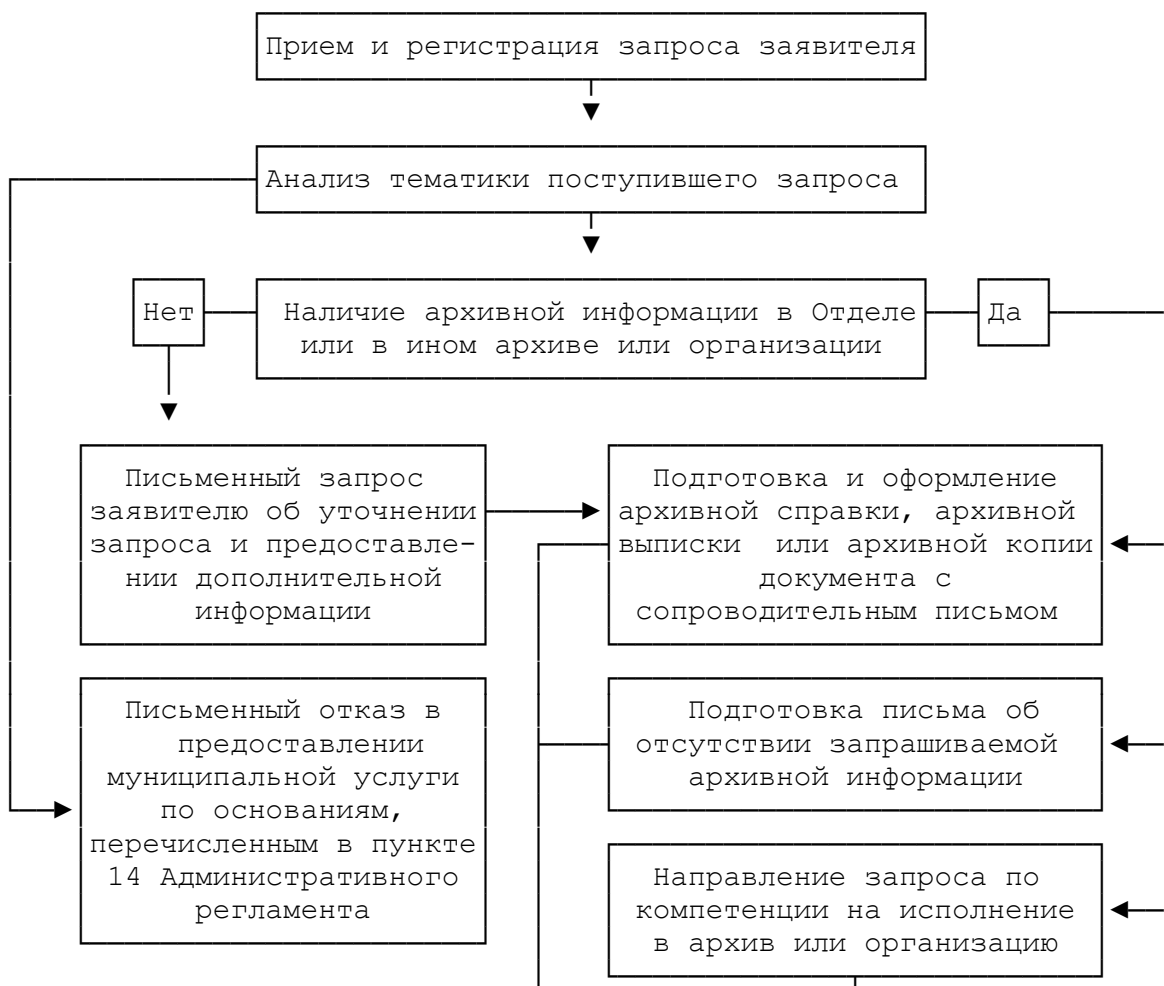 Прием и регистрация запроса заявителя
Анализ тематики поступившего запроса
Нет
Наличие архивной информации в Отделе
или в ином архиве или организации
Да
Письменный запрос
заявителю об уточнении
запроса и предоставле-
нии дополнительной
информации
Подготовка и оформление
архивной справки, архивной
выписки или архивной копии
документа с
сопроводительным письмом
Письменный отказ в
предоставлении
муниципальной услуги
по основаниям,
перечисленным в пункте
14 Административного
регламента
Подготовка письма об
отсутствии запрашиваемой
архивной информации
Направление запроса по
компетенции на исполнение
в архив или организацию